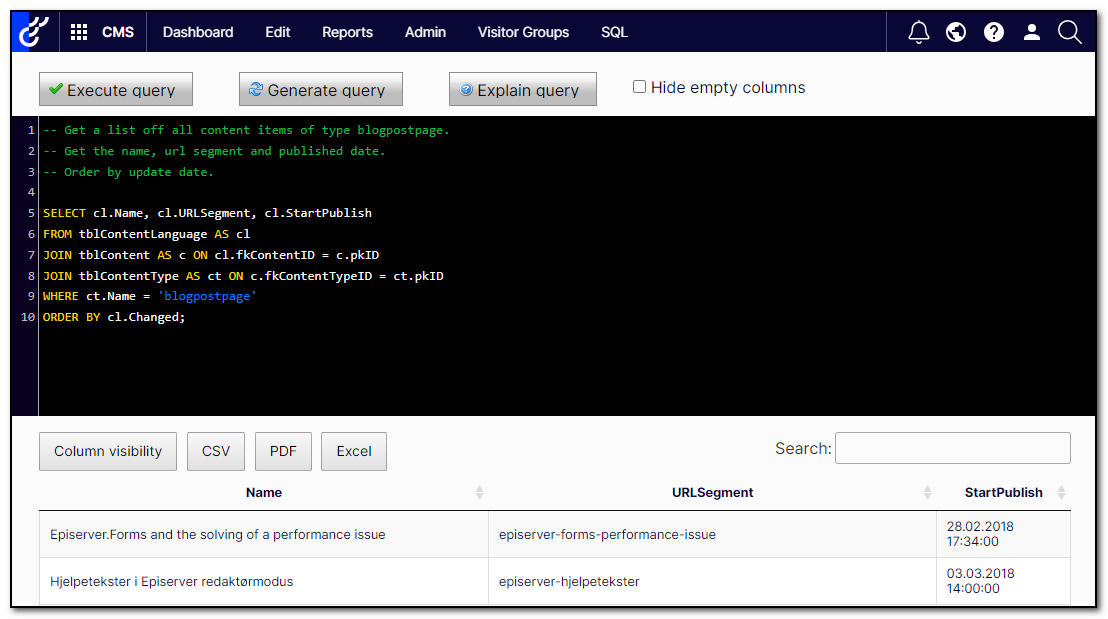 CMS Dashboard Edit Reports Admin Visitor Groups SQL
Execute query Generate query Explain query Hide empty columns
1 -- Get a list off all content items of type blogpostpage.
2 -- Get the name, url segment and published date.
3 -- Order by update date.
4
5 SELECT cl.Name, cl.URLSegment, cl.StartPublish
6 FROM tblContentLanguage AS cl
7 JOIN tblContent AS c ON cl.fkContentID = c.pkID
8 JOIN tblContentType AS ct ON c.fkContentTypeID = ct.pkID
9 WHERE ct.Name = 'blogpostpage'
10 ORDER BY cl.Changed;
Column visibility CSV PDF Excel Search:
Name URLSegment StartPublish
Episerver.Forms and the solving of a performance issue episerver-forms-performance-issue 28.02.2018
17:34:00
Hjelpetekster i Episerver redaktørmodus episerver-hjelpetekster 03.03.2018
14:00:00